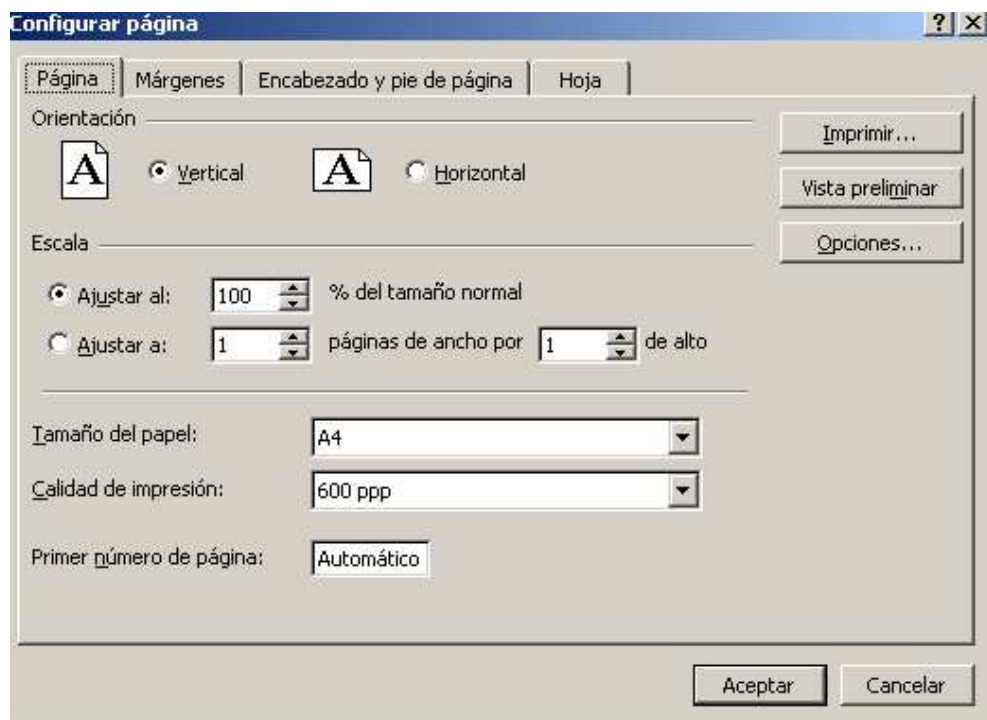 Configurar página
Página Márgenes Encabezado y pie de página Hoja
Orientación
A Vertical A Horizontal
Imprimir...
Vista preliminar
Opciones...
Escala
Ajustar al: 100 % del tamaño normal
Ajustar a: 1 páginas de ancho por 1 de alto
Tamaño del papel: A4
Calidad de impresión: 600 ppp
Primer número de página: Automático
Aceptar Cancelar